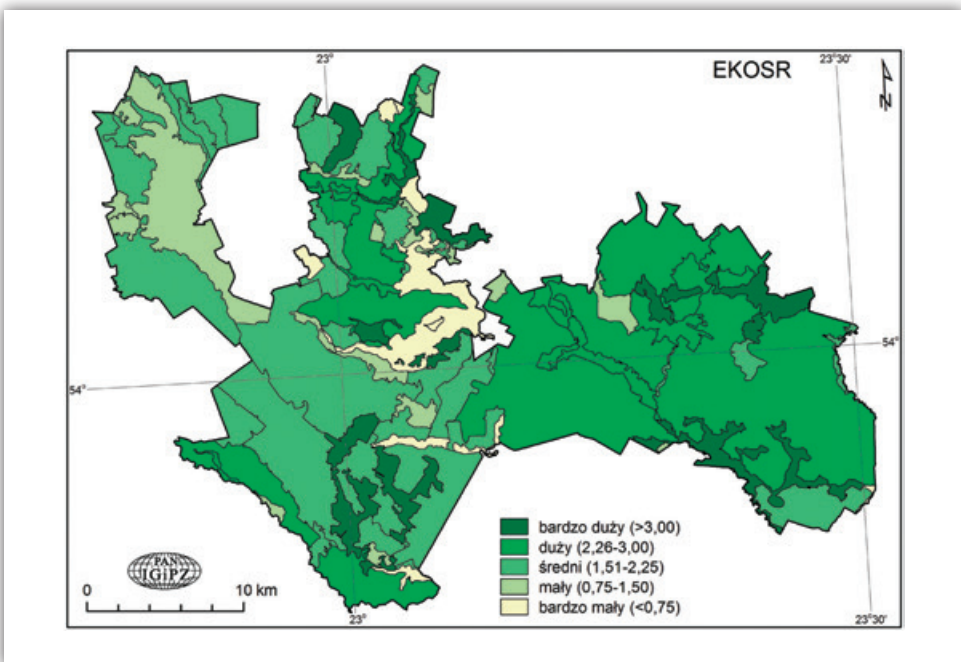 EKOSR
23°
23°30'
N
54°
54°
bardzo duży (>3,00)
duży (2,26-3,00)
średni (1,51-2,25)
mały (0,75-1,50)
bardzo mały (<0,75)
PAN
IGiPZ
0 10 km
23°
23°30'